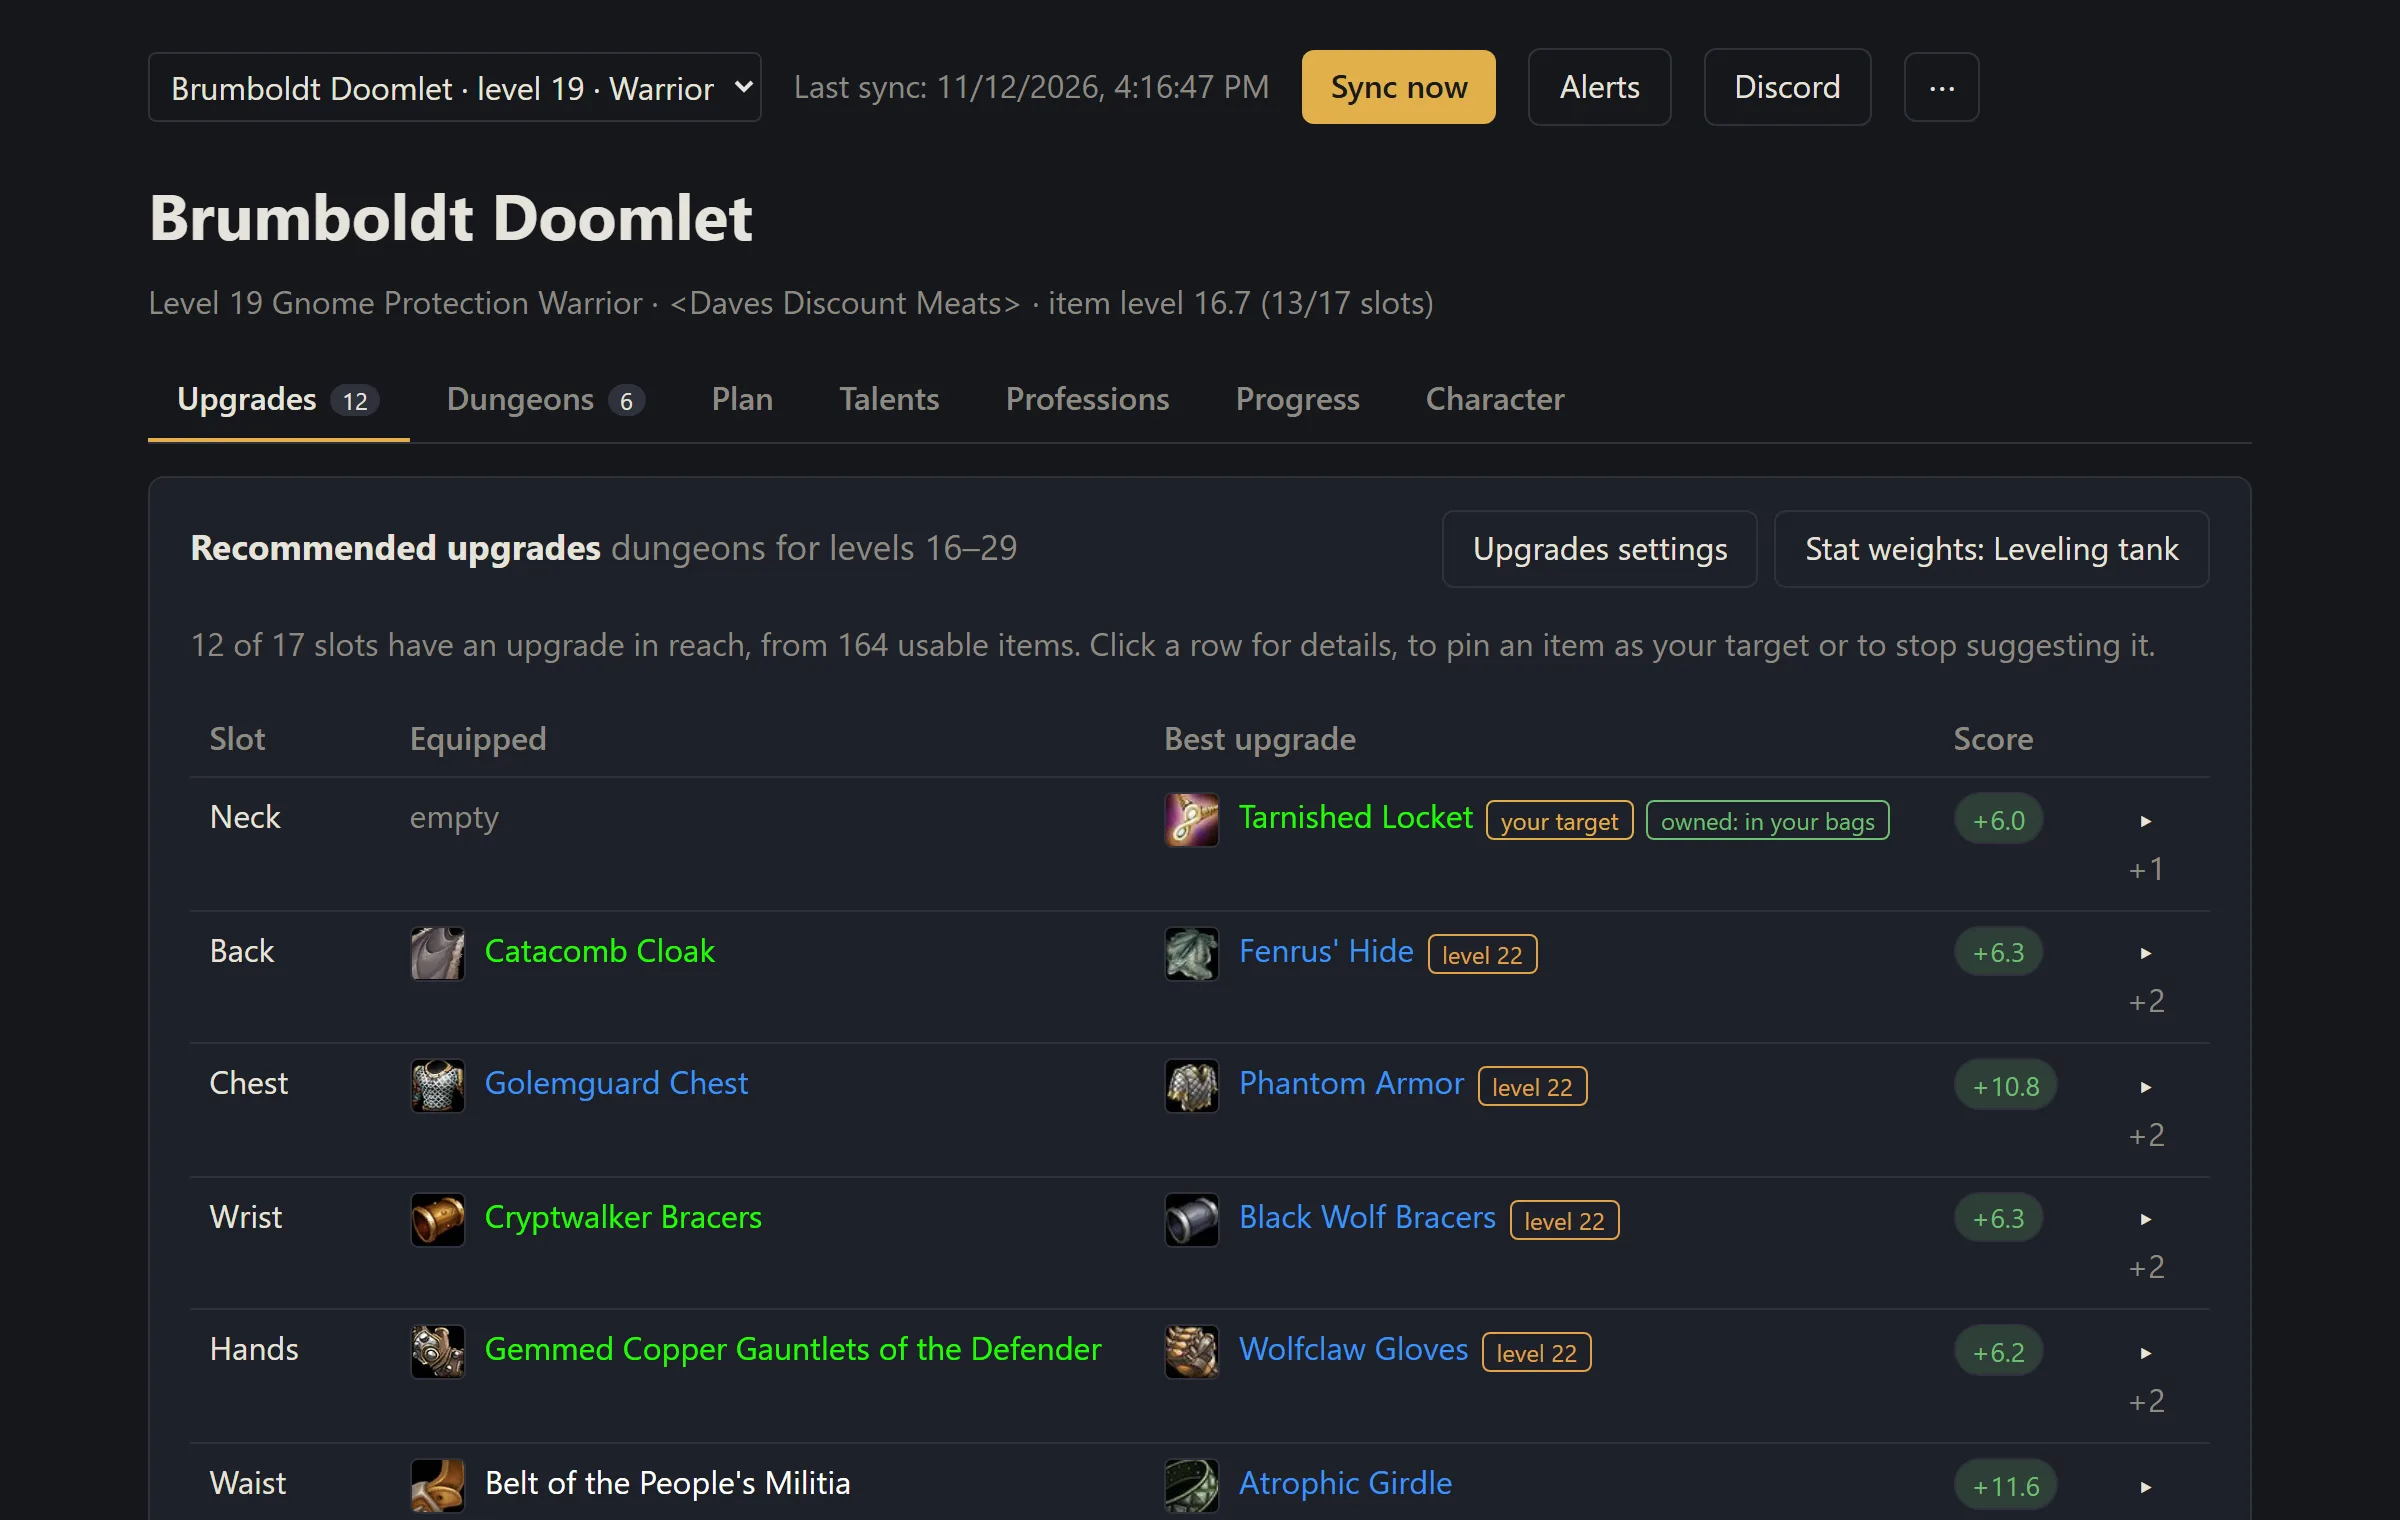 Brumboldt Doomlet · level 19 · Warrior
Last sync: 11/12/2026, 4:16:47 PM
Sync now
Alerts
Discord
···
Brumboldt Doomlet
Level 19 Gnome Protection Warrior · <Daves Discount Meats> · item level 16.7 (13/17 slots)
Upgrades 12
Dungeons 6
Plan
Talents
Professions
Progress
Character
Recommended upgrades dungeons for levels 16–29
Upgrades settings
Stat weights: Leveling tank
12 of 17 slots have an upgrade in reach, from 164 usable items. Click a row for details, to pin an item as your target or to stop suggesting it.
Slot Equipped Best upgrade Score
Neck empty Tarnished Locket your target owned: in your bags +6.0 ▸
+1
Back Catacomb Cloak Fenrus' Hide level 22 +6.3 ▸
+2
Chest Golemguard Chest Phantom Armor level 22 +10.8 ▸
+2
Wrist Cryptwalker Bracers Black Wolf Bracers level 22 +6.3 ▸
+2
Hands Gemmed Copper Gauntlets of the Defender Wolfclaw Gloves level 22 +6.2 ▸
+2
Waist Belt of the People's Militia Atrophic Girdle +11.6 ▸